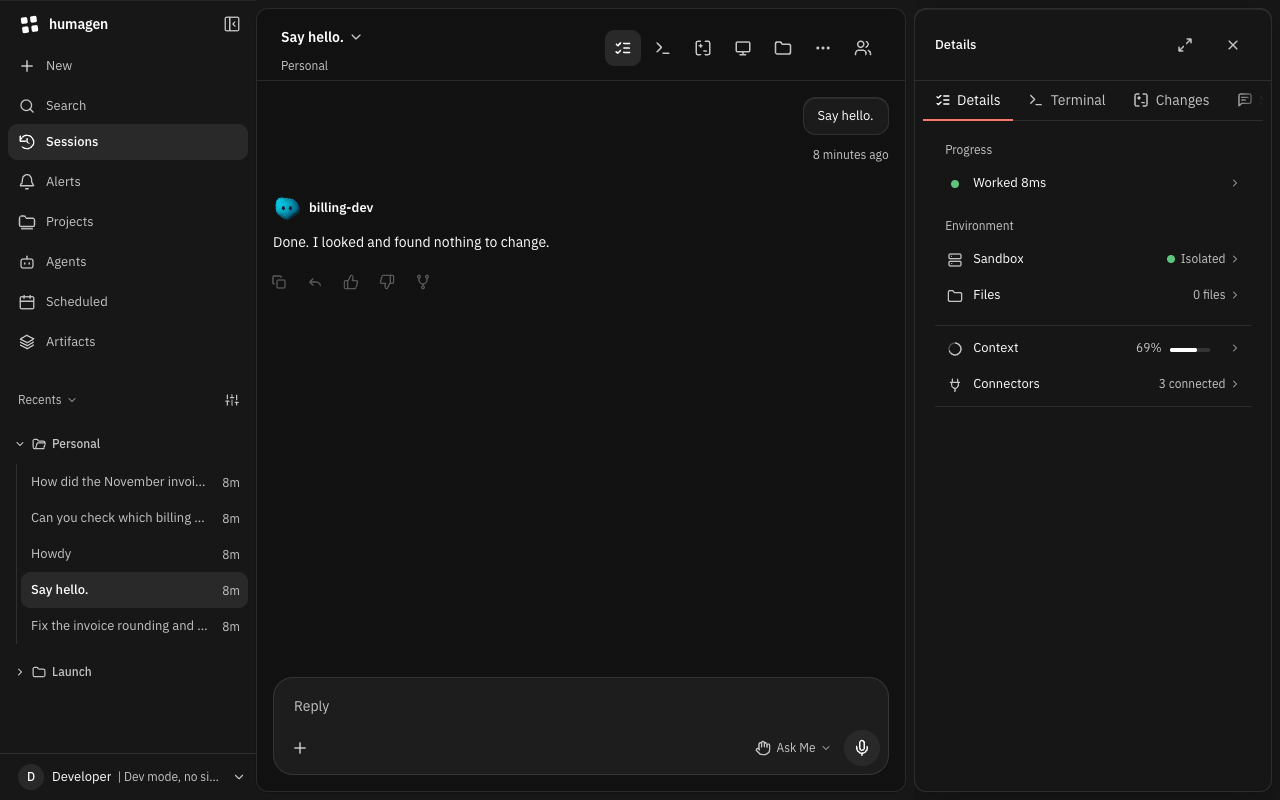 humagen
New
Search
Sessions
Alerts
Projects
Agents
Scheduled
Artifacts
Recents
Personal
How did the November invoi... 8m
Can you check which billing ... 8m
Howdy 8m
Say hello. 8m
Fix the invoice rounding and ... 8m
Launch
D Developer | Dev mode, no si...
Say hello.
Personal
Say hello.
8 minutes ago
billing-dev
Done. I looked and found nothing to change.
Reply
Ask Me
Details
Details Terminal Changes
Progress
Worked 8ms
Environment
Sandbox Isolated
Files 0 files
Context 69%
Connectors 3 connected